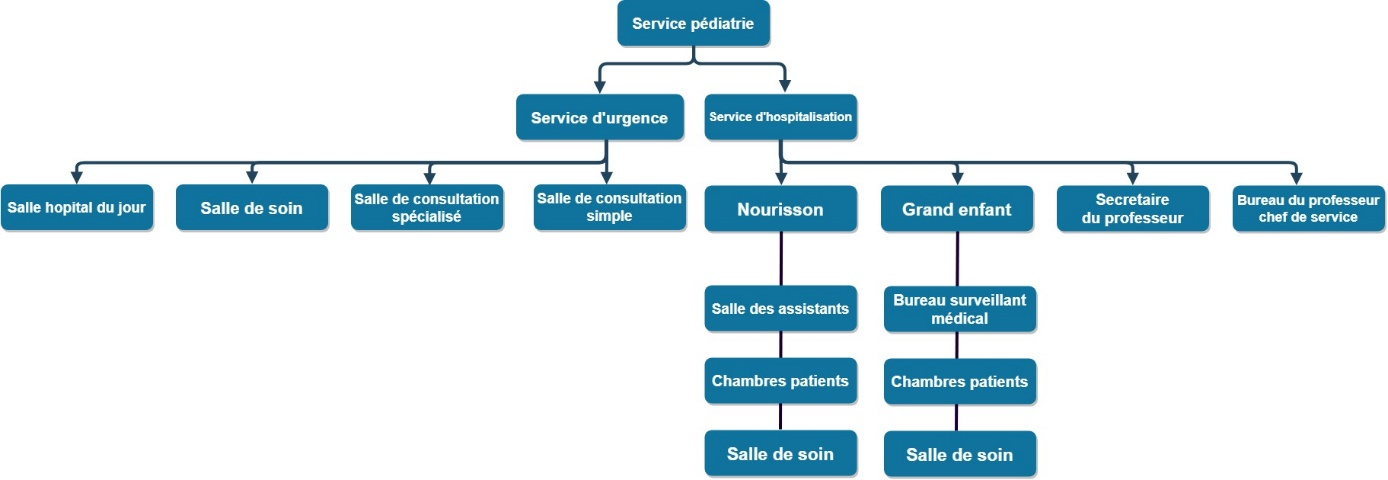 Service pédiatrie
Service d'urgence
Service d'hospitalisation
Salle hopital du jour
Salle de soin
Salle de consultation
spécialisé
Salle de consultation
simple
Nourisson
Grand enfant
Secretaire
du professeur
Bureau du professeur
chef de service
Salle des assistants
Bureau surveillant
médical
Chambres patients
Chambres patients
Salle de soin
Salle de soin